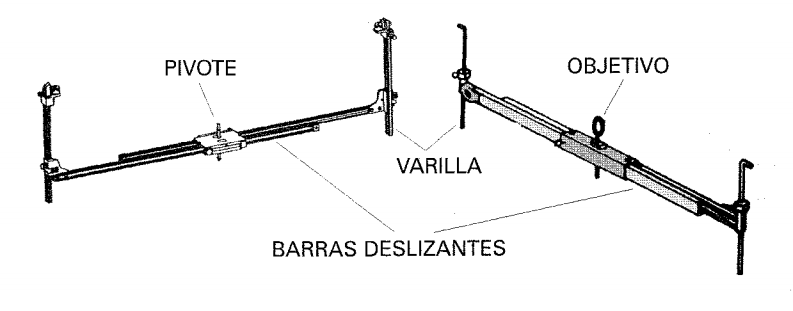 PIVOTE
OBJETIVO
VARILLA
BARRAS DESLIZANTES